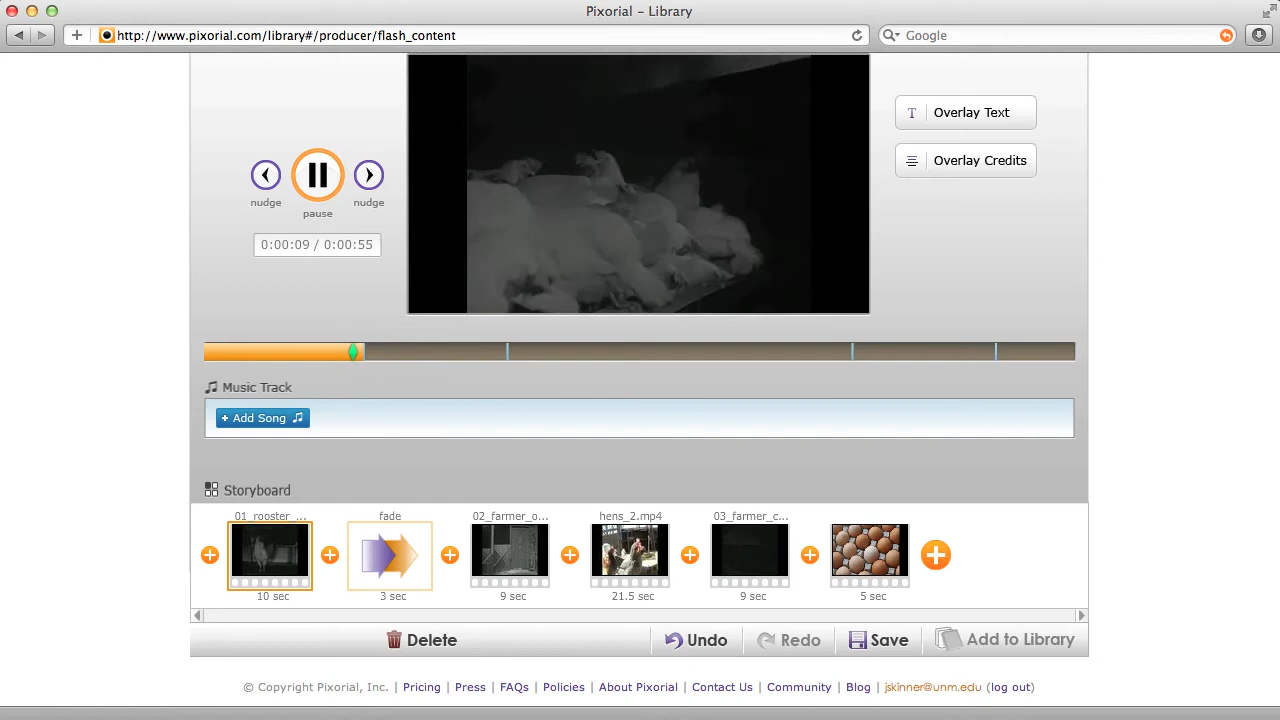 Pixorial – Library
http://www.pixorial.com/library#/producer/flash_content
Google
T Overlay Text
Overlay Credits
nudge
pause
nudge
0:00:09 / 0:00:55
Music Track
+ Add Song
Storyboard
01_rooster_...
fade
02_farmer_o...
hens_2.mp4
03_farmer_c...
10 sec
3 sec
9 sec
21.5 sec
9 sec
5 sec
Delete
Undo
Redo
Save
Add to Library
© Copyright Pixorial, Inc. | Pricing | Press | FAQs | Policies | About Pixorial | Contact Us | Community | Blog | jskinner@unm.edu (log out)